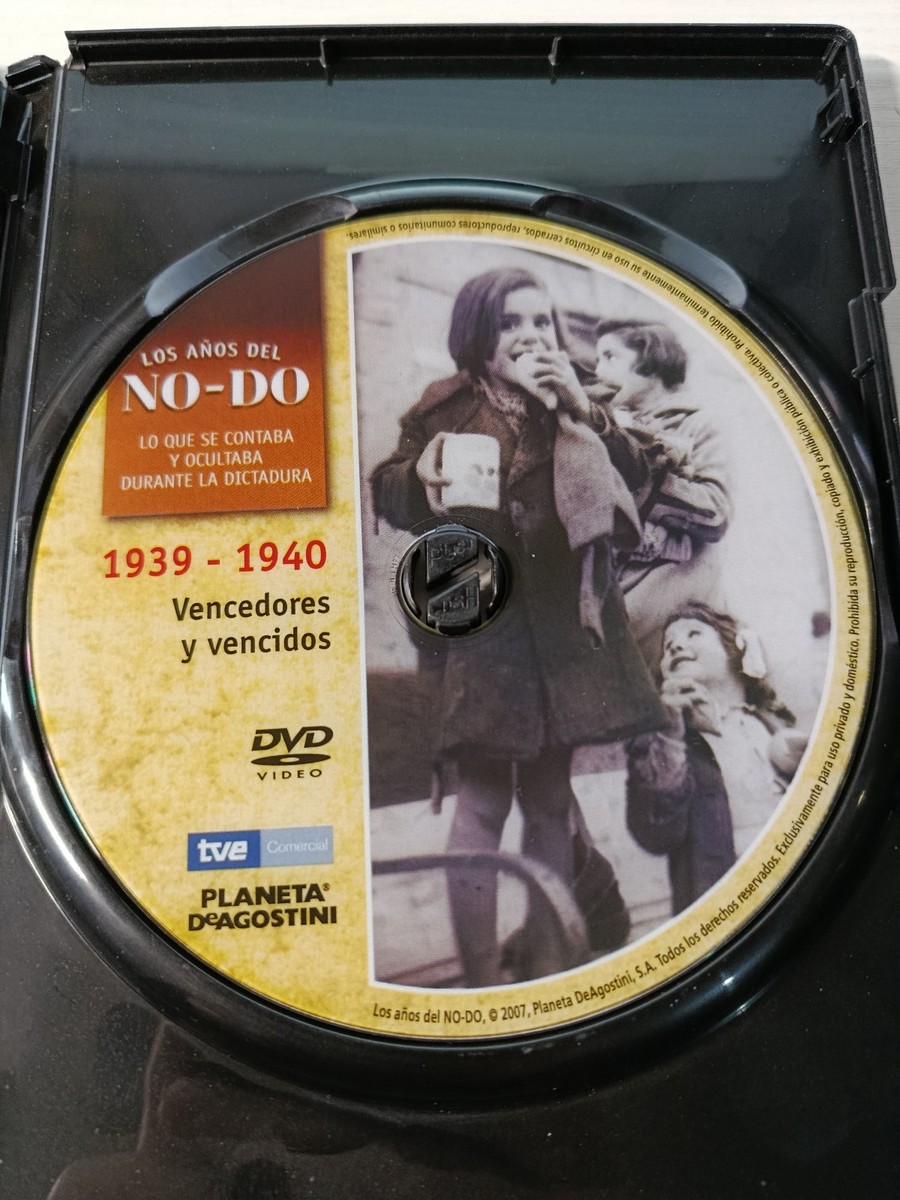 LOS AÑOS DEL
NO-DO
LO QUE SE CONTABA
Y OCULTABA
DURANTE LA DICTADURA
1939 - 1940
Vencedores
y vencidos
DVD
VIDEO
tve Comercial
PLANETA®
DeAGOSTINI
Los años del NO-DO, © 2007, Planeta DeAgostini, S.A. Todos los derechos reservados. Exclusivamente para uso privado y doméstico. Prohibida su reproducción, copiado y exhibición pública o colectiva. Prohibido terminantemente su uso en circuitos cerrados, reproductores comunitarios o similares.